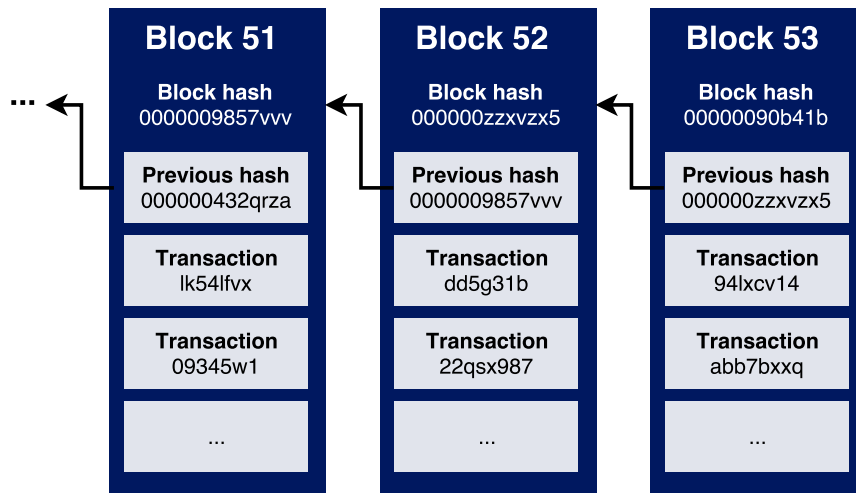 ...
Block 51
Block hash
0000009857vvv
Previous hash
000000432qrza
Transaction
lk54lfvx
Transaction
09345w1
...
Block 52
Block hash
000000zzxvzx5
Previous hash
0000009857vvv
Transaction
dd5g31b
Transaction
22qsx987
...
Block 53
Block hash
00000090b41b
Previous hash
000000zzxvzx5
Transaction
94lxcv14
Transaction
abb7bxxq
...